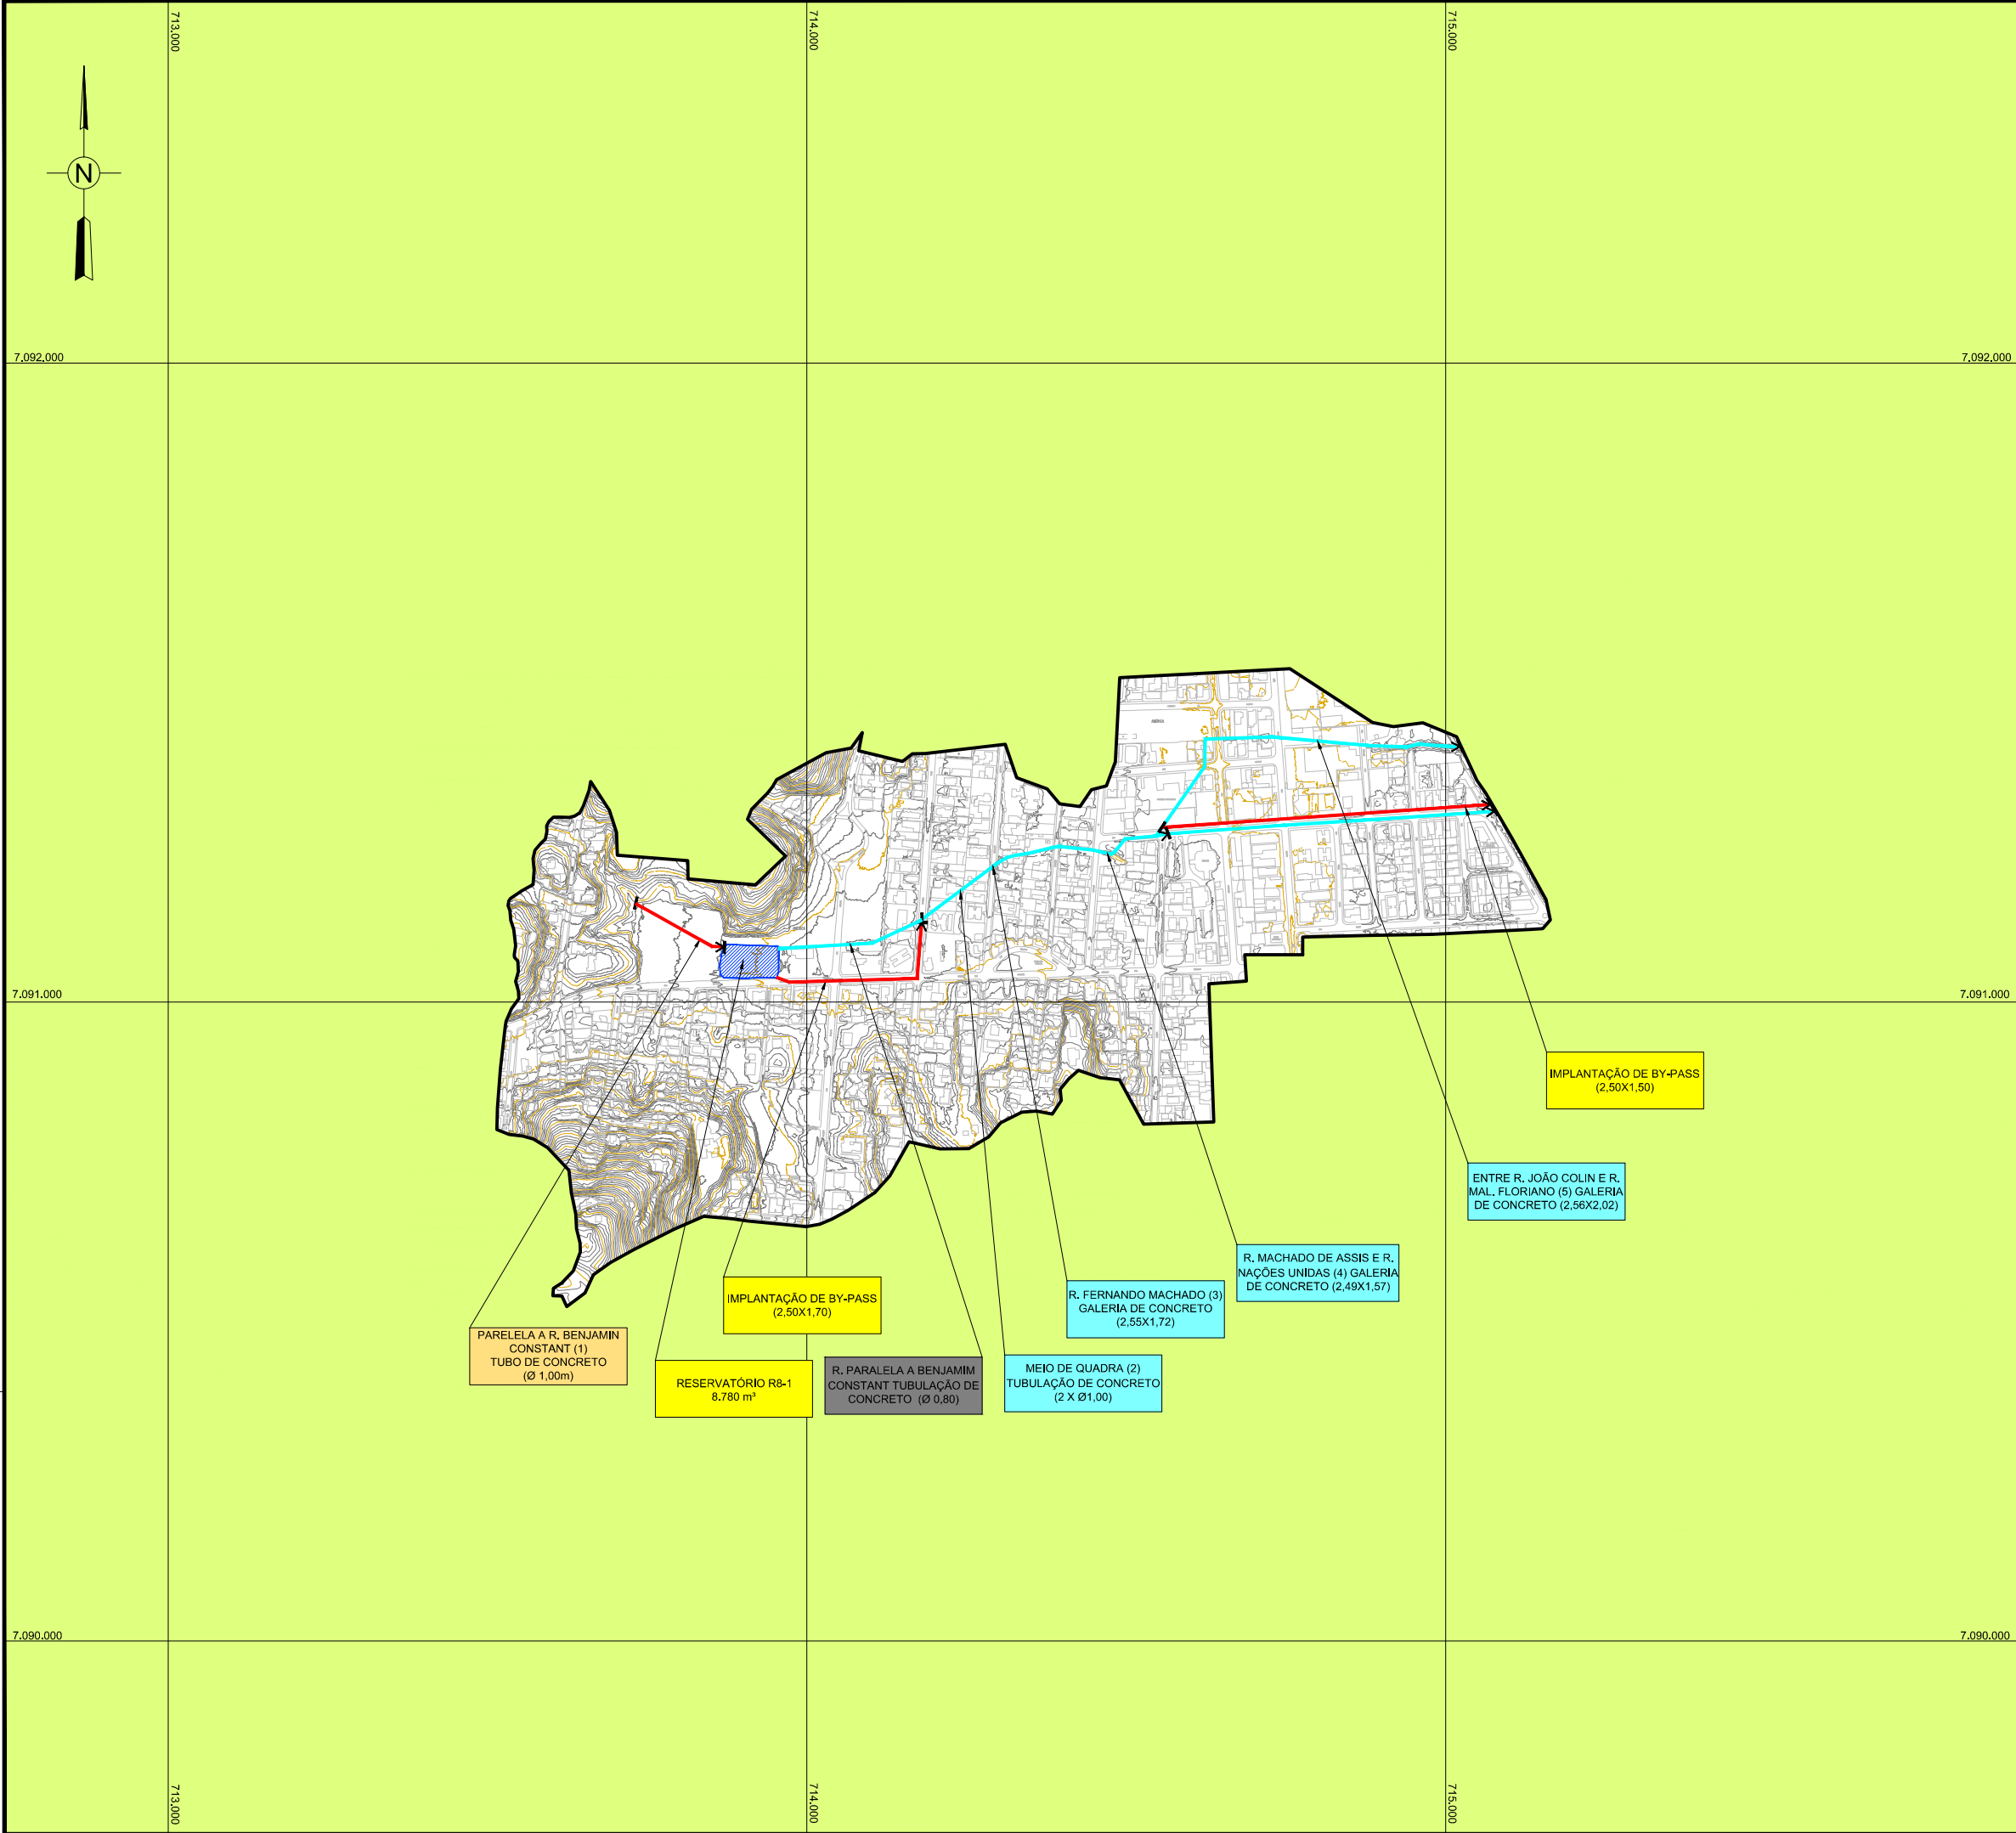 713.000
714.000
715.000
N
7.092.000
7.092.000
7.091.000
7.091.000
IMPLANTAÇÃO DE BY-PASS
(2,50X1,50)
ENTRE R. JOÃO COLIN E R.
MAL. FLORIANO (5) GALERIA
DE CONCRETO (2,56X2,02)
R. MACHADO DE ASSIS E R.
NAÇÕES UNIDAS (4) GALERIA
DE CONCRETO (2,49X1,57)
R. FERNANDO MACHADO (3)
GALERIA DE CONCRETO
(2,55X1,72)
IMPLANTAÇÃO DE BY-PASS
(2,50X1,70)
PARELELA A R. BENJAMIN
CONSTANT (1)
TUBO DE CONCRETO
(Ø 1,00m)
RESERVATÓRIO R8-1
8.780 m³
R. PARALELA A BENJAMIM
CONSTANT TUBULAÇÃO DE
CONCRETO (Ø 0,80)
MEIO DE QUADRA (2)
TUBULAÇÃO DE CONCRETO
(2 X Ø1,00)
7.090.000
7.090.000
713.000
714.000
715.000